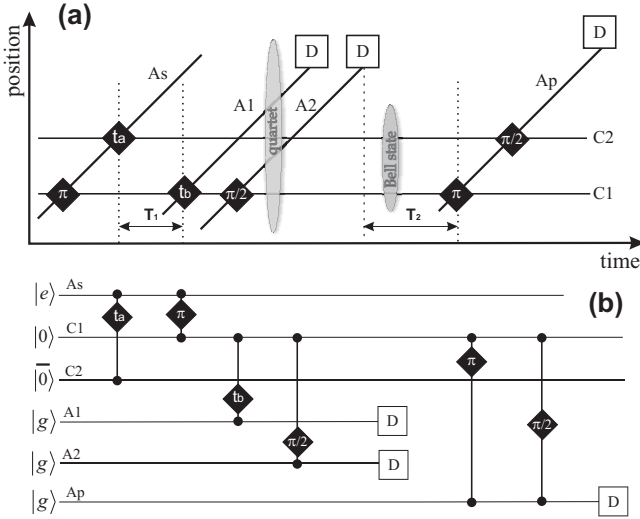 (a)
position
As
A1
A2
Ap
D
D
D
ta
π
tb
π/2
π
π/2
quartet
Bell state
C2
C1
T₁
T₂
time
(b)
|e⟩ As
|0⟩ C1
|0̅⟩ C2
|g⟩ A1
|g⟩ A2
|g⟩ Ap
ta
π
tb
π/2
π
π/2
D
D
D